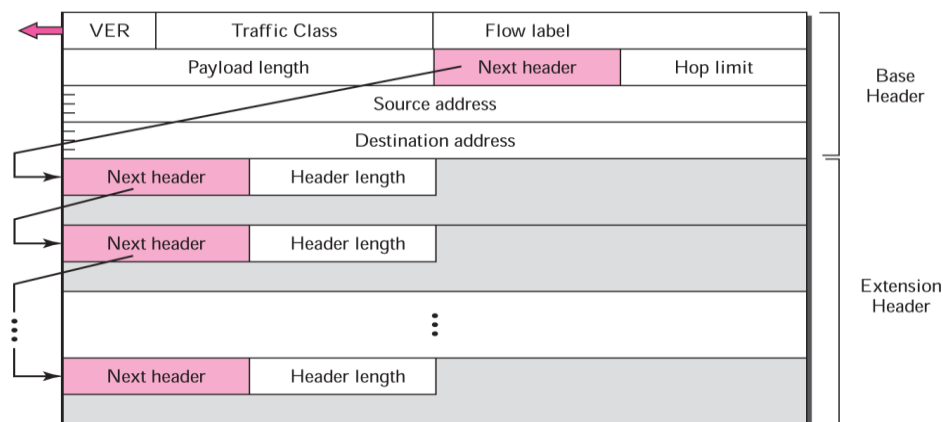 VER Traffic Class Flow label
Payload length Next header Hop limit
Source address
Destination address
Base
Header
Next header Header length
Next header Header length
Extension
Header
Next header Header length